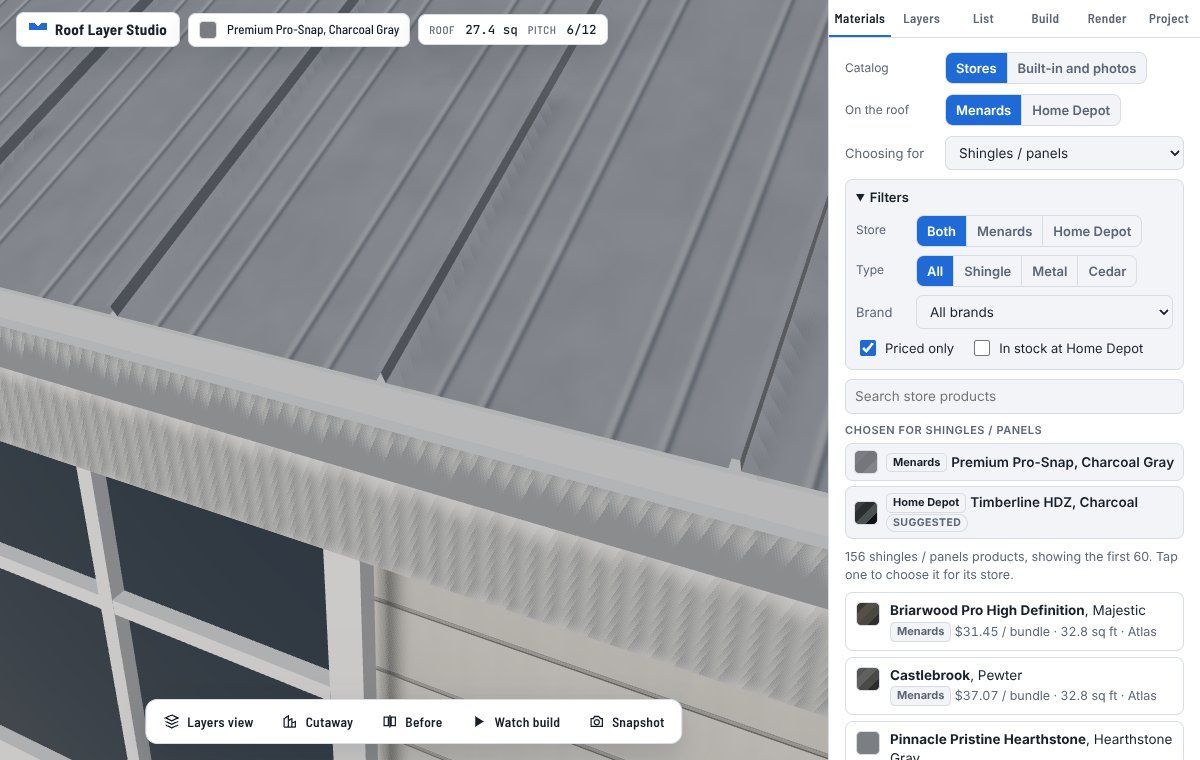 Roof Layer Studio
Premium Pro-Snap, Charcoal Gray
ROOF 27.4 sq PITCH 6/12
Materials Layers List Build Render Project
Catalog Stores Built-in and photos
On the roof Menards Home Depot
Choosing for Shingles / panels
Filters
Store Both Menards Home Depot
Type All Shingle Metal Cedar
Brand All brands
Priced only In stock at Home Depot
Search store products
CHOSEN FOR SHINGLES / PANELS
Menards Premium Pro-Snap, Charcoal Gray
Home Depot Timberline HDZ, Charcoal
SUGGESTED
156 shingles / panels products, showing the first 60. Tap
one to choose it for its store.
Briarwood Pro High Definition, Majestic
Menards $31.45 / bundle · 32.8 sq ft · Atlas
Castlebrook, Pewter
Menards $37.07 / bundle · 32.8 sq ft · Atlas
Pinnacle Pristine Hearthstone, Hearthstone
Gray
Layers view Cutaway Before Watch build Snapshot